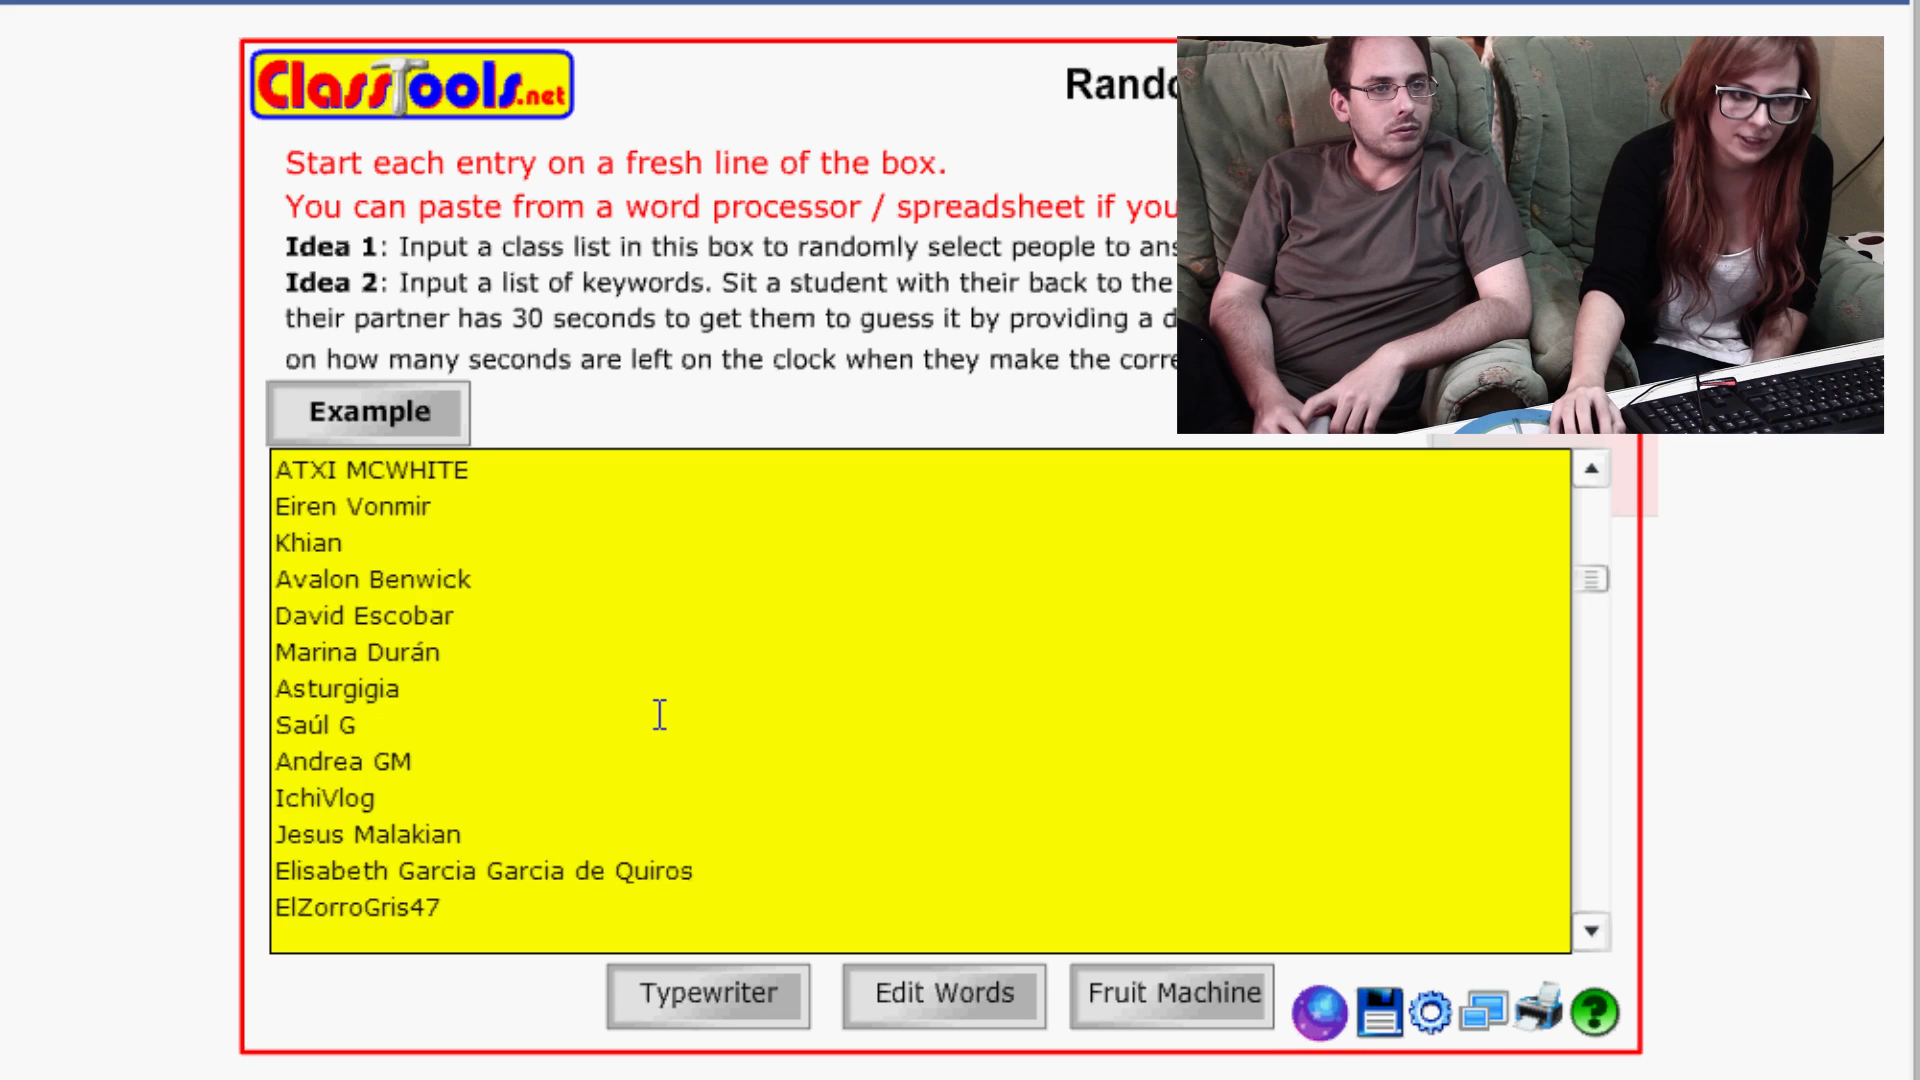 ClassTools.net
Rando
Start each entry on a fresh line of the box.
You can paste from a word processor / spreadsheet if you
Idea 1: Input a class list in this box to randomly select people to ans
Idea 2: Input a list of keywords. Sit a student with their back to the
their partner has 30 seconds to get them to guess it by providing a d
on how many seconds are left on the clock when they make the corre
Example
ATXI MCWHITE
Eiren Vonmir
Khian
Avalon Benwick
David Escobar
Marina Durán
Asturgigia
Saúl G
Andrea GM
IchiVlog
Jesus Malakian
Elisabeth Garcia Garcia de Quiros
ElZorroGris47
Typewriter
Edit Words
Fruit Machine
?